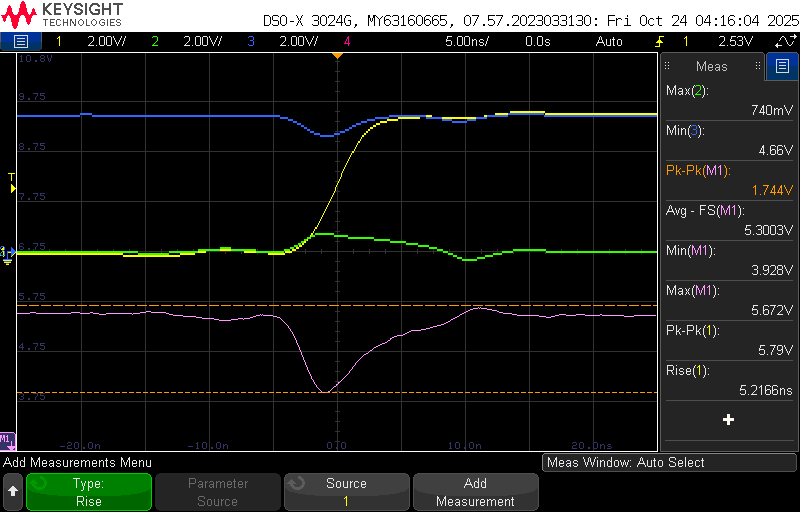 KEYSIGHT
TECHNOLOGIES
DSO-X 3024G, MY63160665, 07.57.2023033130: Fri Oct 24 04:16:04 2025
1 2.00V/ 2 2.00V/ 3 2.00V/ 4 5.00ns/ 0.0s Auto 1 2.53V
10.8V
9.75
8.75
7.75
6.75
5.75
4.75
3.75
T
M1
-20.0n -10.0n 0.0 10.0n 20.0n
Meas
Max(2):
740mV
Min(3):
4.66V
Pk-Pk(M1):
1.744V
Avg - FS(M1):
5.3003V
Min(M1):
3.928V
Max(M1):
5.672V
Pk-Pk(1):
5.79V
Rise(1):
5.2166ns
Add Measurements Menu
Meas Window: Auto Select
Type:
Rise
Parameter
Source
Source
1
Add
Measurement